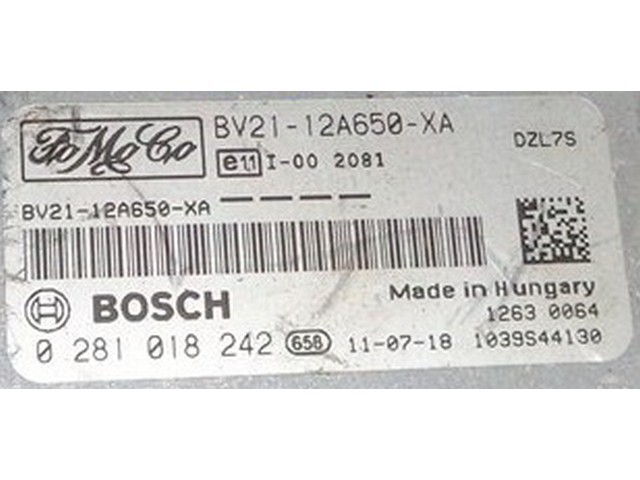 FoMoCo
BV21-12A650-XA
DZL7S
e11 I-00 2081
BV21-12A650-XA
BOSCH
Made in Hungary
1263 0064
0 281 018 242 658 11-07-18 1039S44130